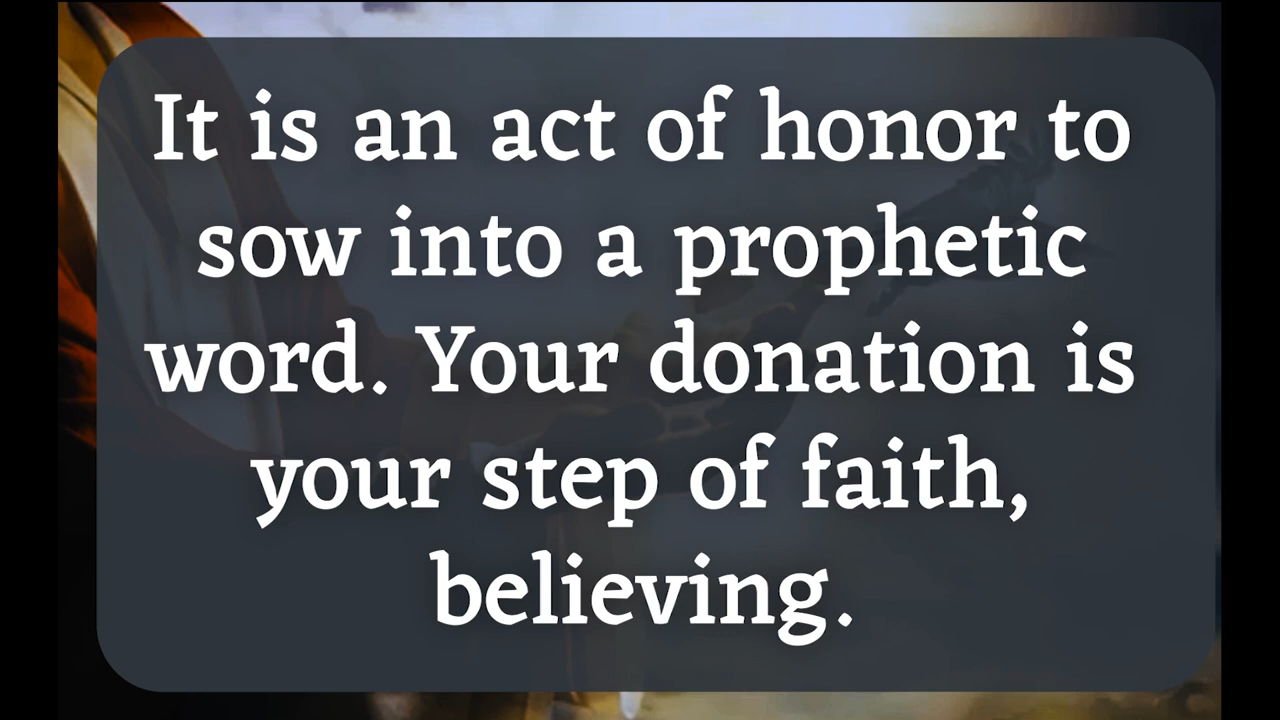 It is an act of honor to
sow into a prophetic
word. Your donation is
your step of faith,
believing.